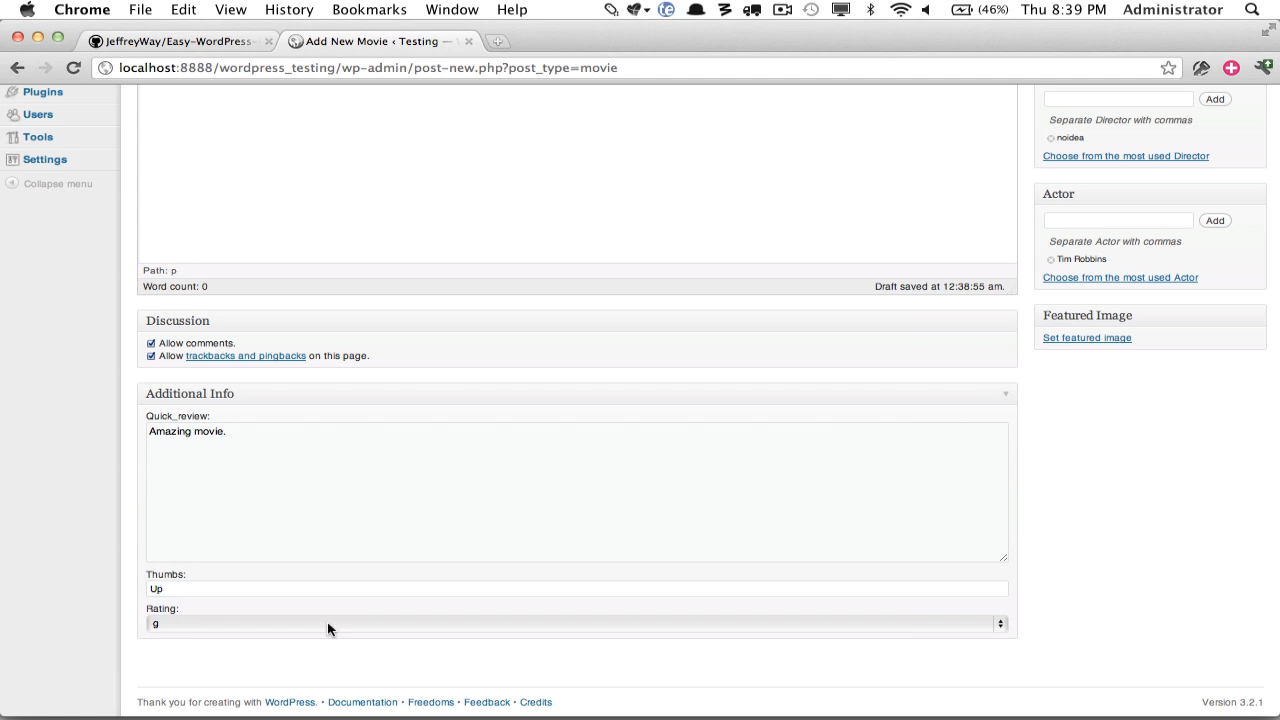 Chrome File Edit View History Bookmarks Window Help (46%) Thu 8:39 PM Administrator
JeffreyWay/Easy-WordPress-
Add New Movie ‹ Testing —
localhost:8888/wordpress_testing/wp-admin/post-new.php?post_type=movie
Plugins
Users
Tools
Settings
Collapse menu
Path: p
Word count: 0
Draft saved at 12:38:55 am.
Discussion
Allow comments.
Allow trackbacks and pingbacks on this page.
Additional Info
Quick_review:
Amazing movie.
Thumbs:
Up
Rating:
g
Add
Separate Director with commas
noidea
Choose from the most used Director
Actor
Add
Separate Actor with commas
Tim Robbins
Choose from the most used Actor
Featured Image
Set featured image
Thank you for creating with WordPress. • Documentation • Freedoms • Feedback • Credits
Version 3.2.1